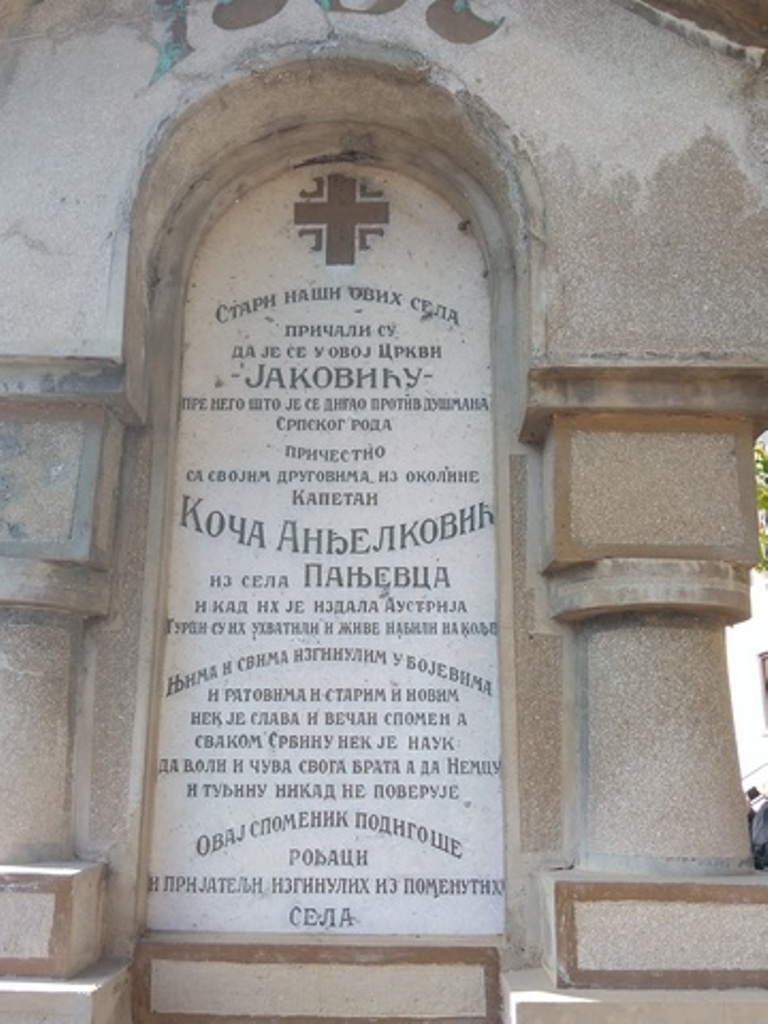 Стари наши ових села
причали су
да је се у овој Цркви
-Јаковићу-
пре него што је се дигао против душмана
Српског рода
причестио
са својим друговима из околине
Капетан
Коча Анђелковић
из села Пањевца
и кад их је издала Аустрија
Турци су их ухватили и живе набили на коље
Њима и свима изгинулим у бојевима
и ратовима и старим и новим
нек је слава и вечан спомен а
сваком Србину нек је наук
да воли и чува свога брата а да Немцу
и туђину никад не поверује
Овај споменик подигоше
рођаци
и пријатељи изгинулих из поменутих
села